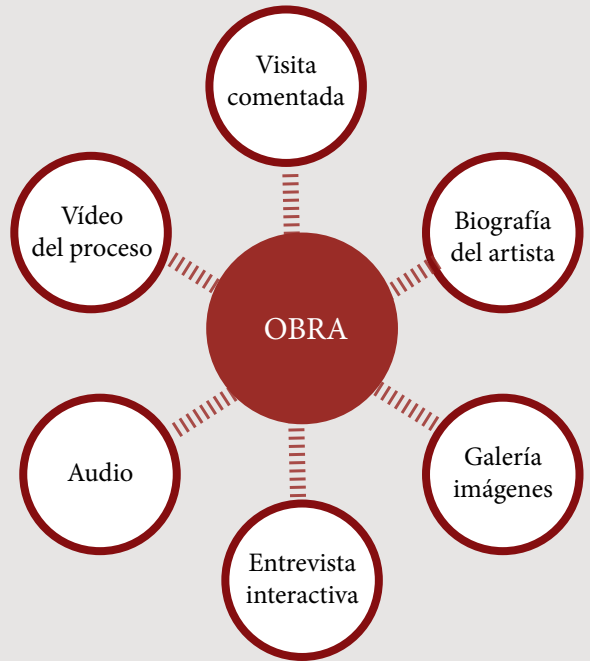 Visita
comentada
Vídeo
del proceso
Biografía
del artista
OBRA
Audio
Galería
imágenes
Entrevista
interactiva